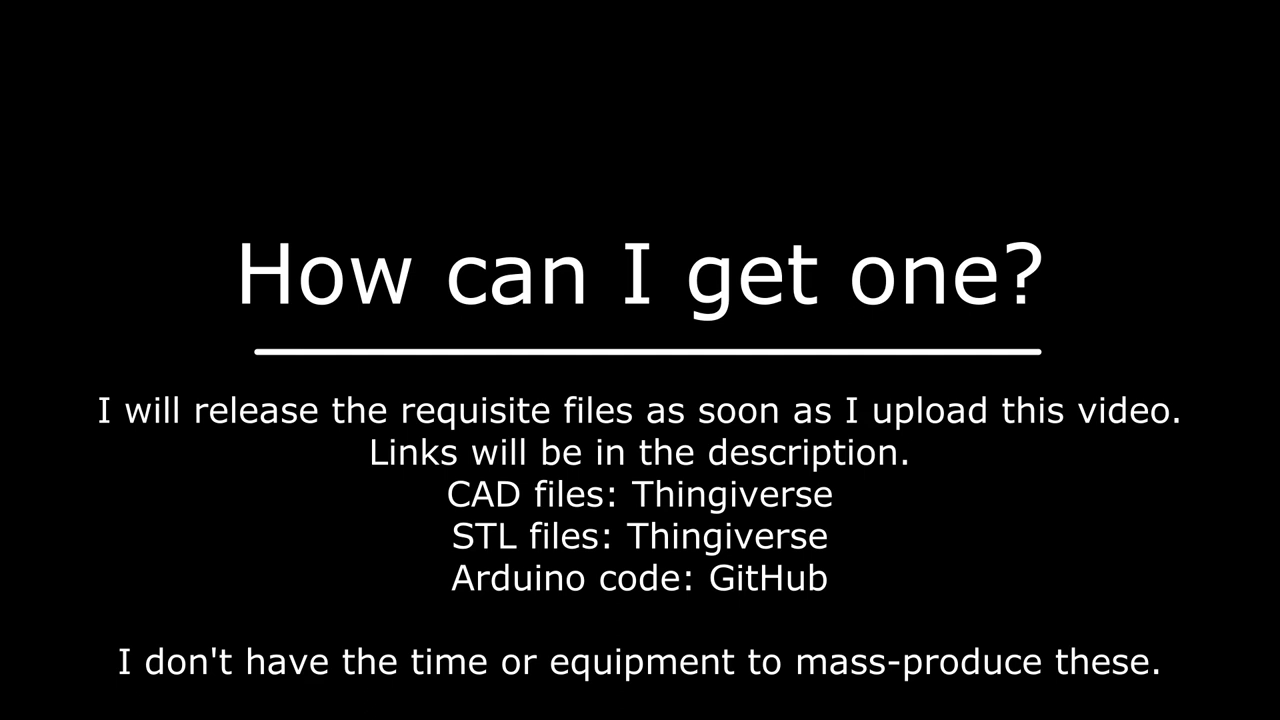 How can I get one?
I will release the requisite files as soon as I upload this video.
Links will be in the description.
CAD files: Thingiverse
STL files: Thingiverse
Arduino code: GitHub
I don't have the time or equipment to mass-produce these.